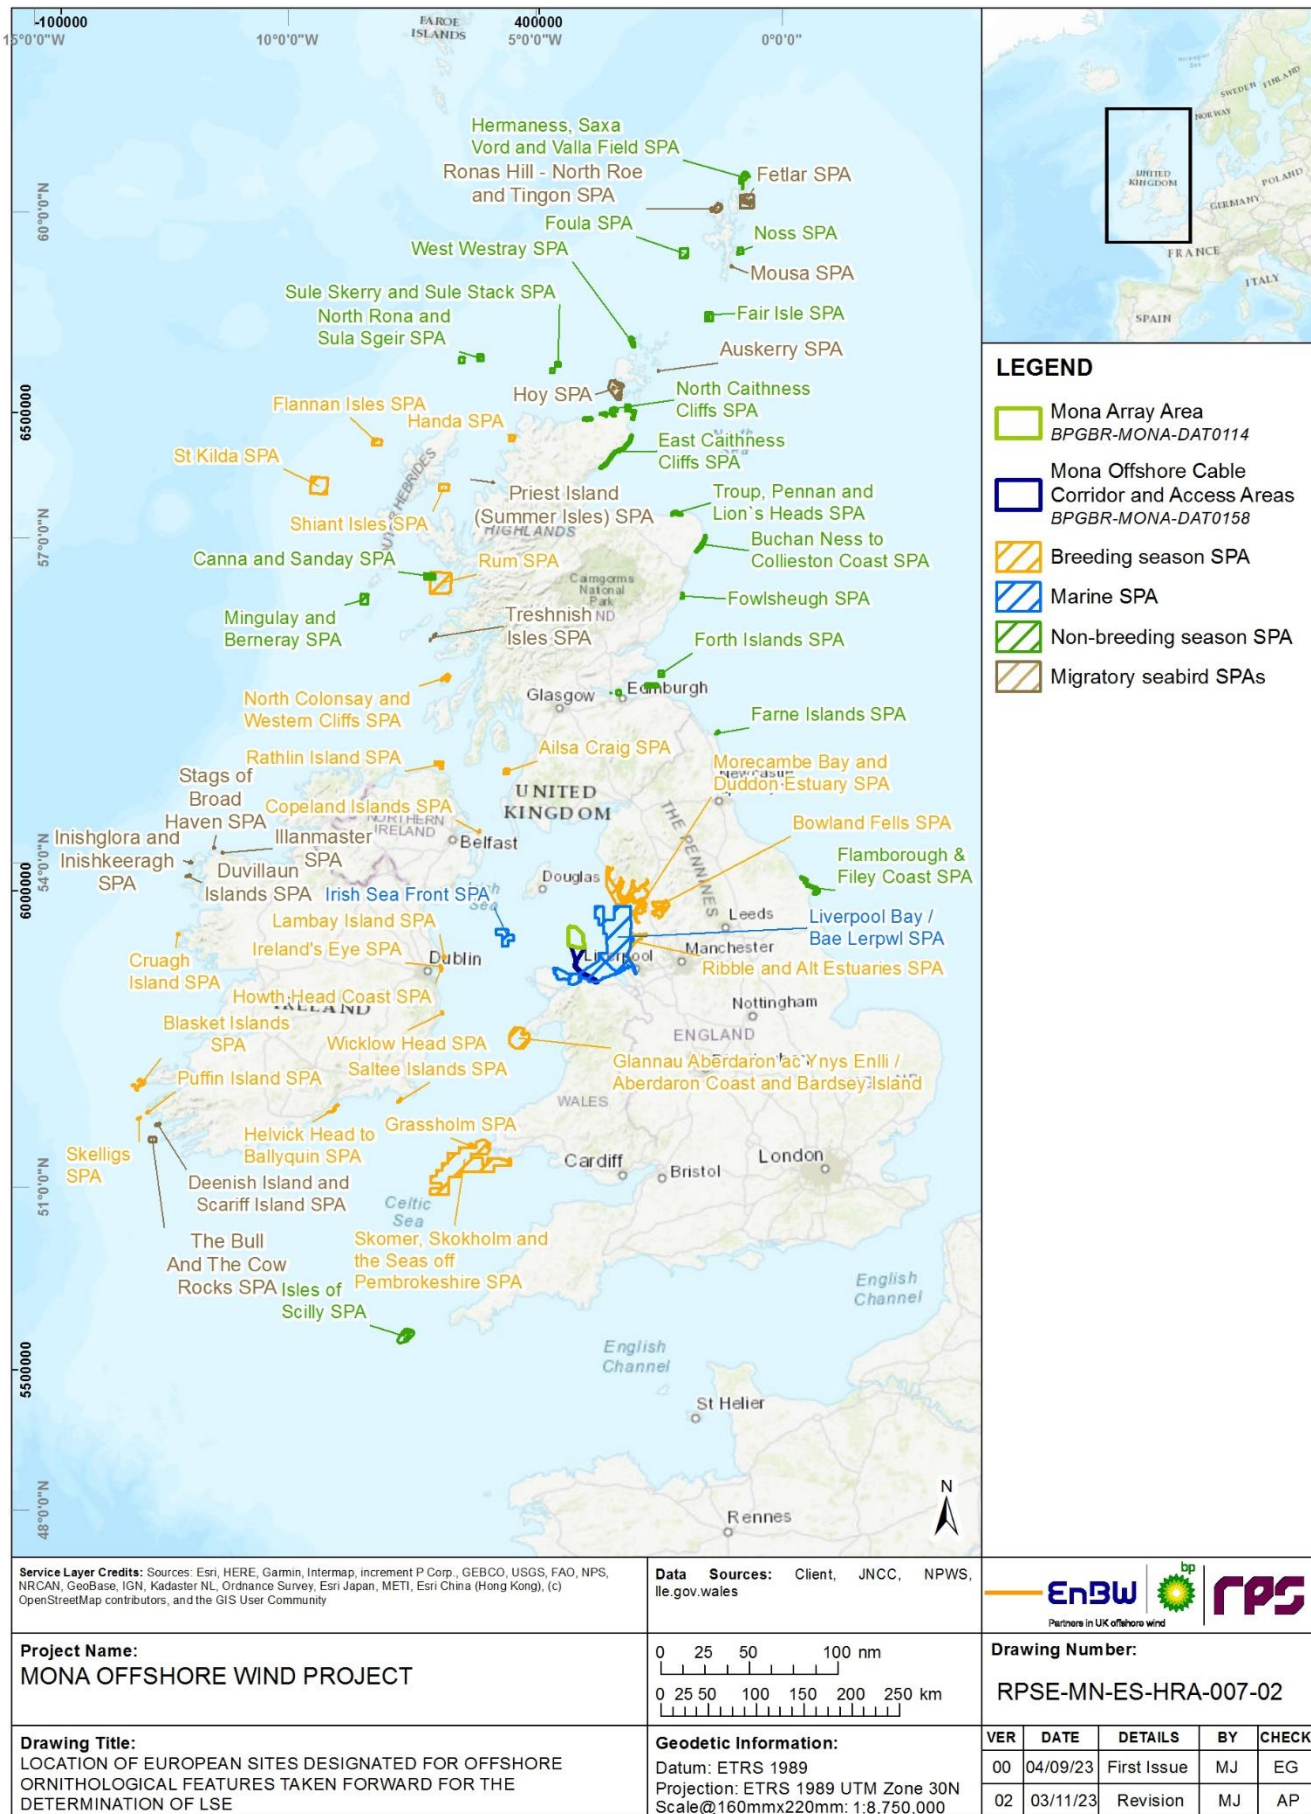 -100000
400000
15°0'0"W
10°0'0"W
5°0'0"W
0°0'0"
FAROE
ISLANDS
60°0'0"N
57°0'0"N
54°0'0"N
51°0'0"N
48°0'0"N
6500000
6000000
5500000
Hermaness, Saxa
Vord and Valla Field SPA
Ronas Hill - North Roe
and Tingon SPA
Fetlar SPA
Foula SPA
Noss SPA
West Westray SPA
Mousa SPA
Sule Skerry and Sule Stack SPA
North Rona and
Sula Sgeir SPA
Fair Isle SPA
Auskerry SPA
Hoy SPA
North Caithness
Cliffs SPA
Flannan Isles SPA
Handa SPA
East Caithness
Cliffs SPA
St Kilda SPA
Priest Island
(Summer Isles) SPA
HIGHLANDS
Shiant Isles SPA
Troup, Pennan and
Lion`s Heads SPA
Buchan Ness to
Collieston Coast SPA
Canna and Sanday SPA
Rum SPA
Cairngorms
National
Park
Fowlsheugh SPA
Mingulay and
Berneray SPA
Treshnish
Isles SPA
Forth Islands SPA
Glasgow
Edinburgh
North Colonsay and
Western Cliffs SPA
Farne Islands SPA
Rathlin Island SPA
Ailsa Craig SPA
Morecambe Bay and
Duddon Estuary SPA
Stags of
Broad
Haven SPA
UNITED
KINGDOM
THE PENNINES
Copeland Islands SPA
NORTHERN
IRELAND
Belfast
Bowland Fells SPA
Inishglora and
Inishkeeragh
SPA
Illanmaster
SPA
Duvillaun
Islands SPA
Flamborough &
Filey Coast SPA
Douglas
Irish Sea Front SPA
Sea
Leeds
Liverpool Bay /
Bae Lerpwl SPA
Lambay Island SPA
Ireland's Eye SPA
Dublin
Liverpool
Manchester
Ribble and Alt Estuaries SPA
Cruagh
Island SPA
Howth Head Coast SPA
IRELAND
Nottingham
Blasket Islands
SPA
Wicklow Head SPA
ENGLAND
Puffin Island SPA
Saltee Islands SPA
Glannau Aberdaron ac Ynys Enlli /
Aberdaron Coast and Bardsey Island
WALES
Skelligs
SPA
Helvick Head to
Ballyquin SPA
Grassholm SPA
Cardiff
Bristol
London
Deenish Island and
Scariff Island SPA
Celtic
Sea
The Bull
And The Cow
Rocks SPA
Skomer, Skokholm and
the Seas off
Pembrokeshire SPA
Isles of
Scilly SPA
English
Channel
English
Channel
St Helier
Rennes
N
Norwegian
Sea
SWEDEN
FINLAND
NORWAY
UNITED
KINGDOM
POLAND
GERMANY
FRANCE
ITALY
SPAIN
LEGEND
Mona Array Area
BPGBR-MONA-DAT0114
Mona Offshore Cable
Corridor and Access Areas
BPGBR-MONA-DAT0158
Breeding season SPA
Marine SPA
Non-breeding season SPA
Migratory seabird SPAs
Service Layer Credits: Sources: Esri, HERE, Garmin, Intermap, increment P Corp., GEBCO, USGS, FAO, NPS,
NRCAN, GeoBase, IGN, Kadaster NL, Ordnance Survey, Esri Japan, METI, Esri China (Hong Kong), (c)
OpenStreetMap contributors, and the GIS User Community
Data Sources: Client, JNCC, NPWS,
lle.gov.wales
EnBW
Partners in UK offshore wind
bp
rps
Project Name:
MONA OFFSHORE WIND PROJECT
0 25 50 100 nm
0 25 50 100 150 200 250 km
Drawing Number:
RPSE-MN-ES-HRA-007-02
Drawing Title:
LOCATION OF EUROPEAN SITES DESIGNATED FOR OFFSHORE
ORNITHOLOGICAL FEATURES TAKEN FORWARD FOR THE
DETERMINATION OF LSE
Geodetic Information:
Datum: ETRS 1989
Projection: ETRS 1989 UTM Zone 30N
Scale@160mmx220mm: 1:8,750,000
VER DATE DETAILS BY CHECK
00 04/09/23 First Issue MJ EG
02 03/11/23 Revision MJ AP